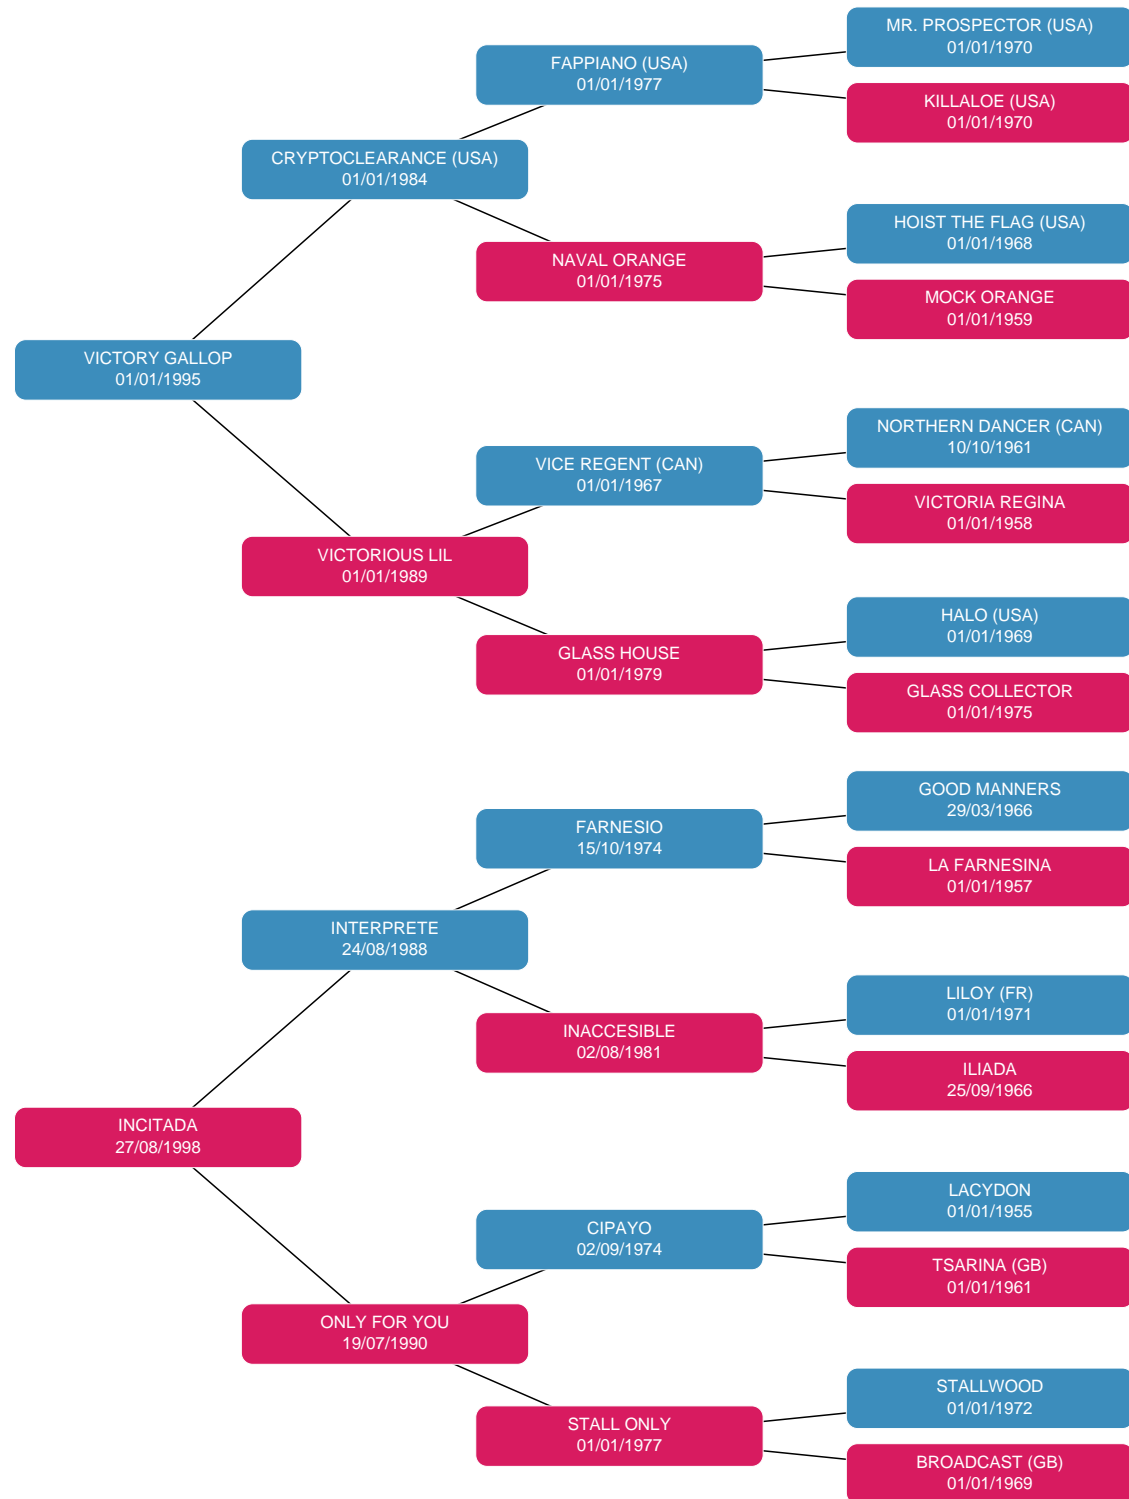 MR. PROSPECTOR (USA)
01/01/1970
FAPPIANO (USA)
01/01/1977
KILLALOE (USA)
01/01/1970
CRYPTOCLEARANCE (USA)
01/01/1984
HOIST THE FLAG (USA)
01/01/1968
NAVAL ORANGE
01/01/1975
MOCK ORANGE
01/01/1959
VICTORY GALLOP
01/01/1995
NORTHERN DANCER (CAN)
10/10/1961
VICE REGENT (CAN)
01/01/1967
VICTORIA REGINA
01/01/1958
VICTORIOUS LIL
01/01/1989
HALO (USA)
01/01/1969
GLASS HOUSE
01/01/1979
GLASS COLLECTOR
01/01/1975
GOOD MANNERS
29/03/1966
FARNESIO
15/10/1974
LA FARNESINA
01/01/1957
INTERPRETE
24/08/1988
LILOY (FR)
01/01/1971
INACCESIBLE
02/08/1981
ILIADA
25/09/1966
INCITADA
27/08/1998
LACYDON
01/01/1955
CIPAYO
02/09/1974
TSARINA (GB)
01/01/1961
ONLY FOR YOU
19/07/1990
STALLWOOD
01/01/1972
STALL ONLY
01/01/1977
BROADCAST (GB)
01/01/1969